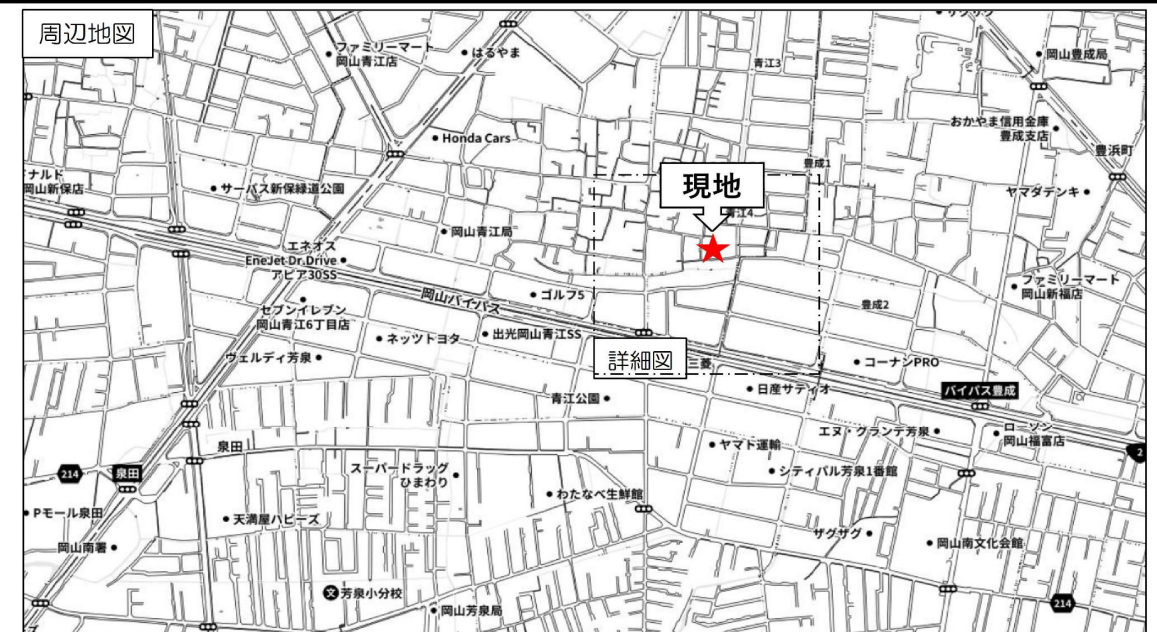 周辺地図
ファミリーマート
岡山青江店
はるやま
ザグザグ
岡山豊成局
青江3
おかやま信用金庫
豊成支店
Honda Cars
豊浜町
豊成1
ナルド
岡山新保店
サーパス新保緑道公園
現地
ヤマダデンキ
青江4
岡山青江局
エネオス
EneJet Dr.Drive
アピア30SS
ファミリーマート
岡山新福店
岡山バイパス
ゴルフ5
豊成2
セブンイレブン
岡山青江6丁目店
ネッツトヨタ
出光岡山青江SS
ヴェルディ芳泉
詳細図
三菱
コーナンPRO
日産サティオ
バイパス豊成
青江公園
エヌ・グランテ芳泉
ローソン
岡山福富店
泉田
ヤマト運輸
2
214
泉田
スーパードラッグ
ひまわり
シティパル芳泉1番館
わたなべ生鮮館
Pモール泉田
天満屋ハピーズ
ザグザグ
岡山南署
岡山南文化会館
文
芳泉小分校
岡山芳泉局
214